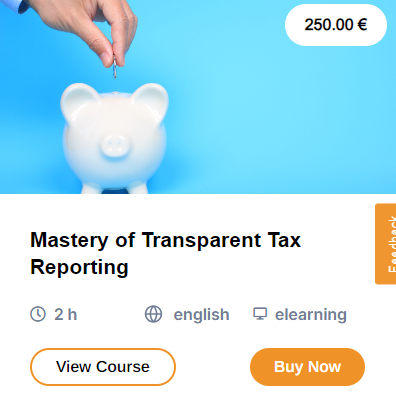 250.00 €
Mastery of Transparent Tax
Reporting
Feedback
2 h english elearning
View Course Buy Now